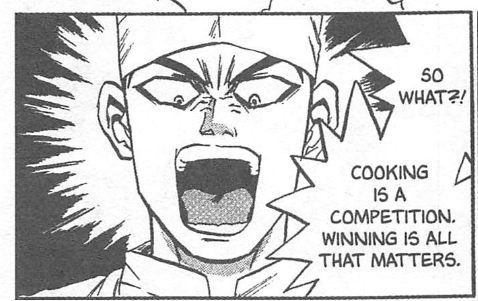 SO
WHAT?!
COOKING
IS A
COMPETITION.
WINNING IS ALL
THAT MATTERS.